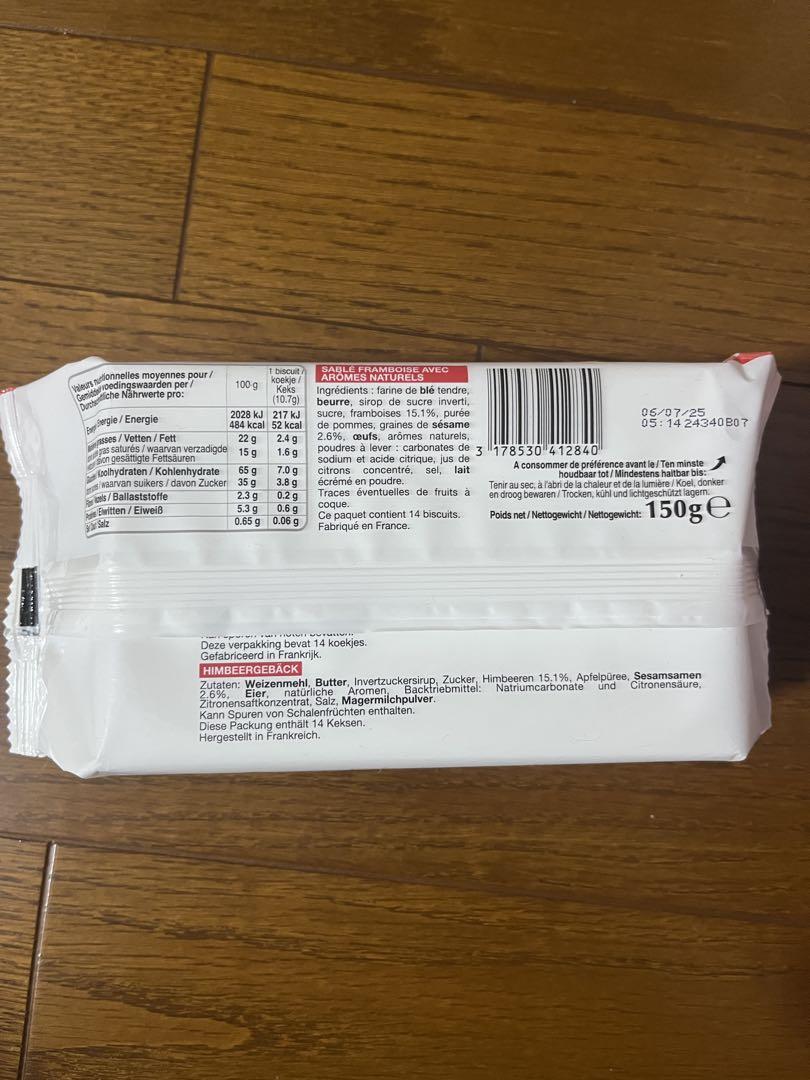 Valeurs nutritionnelles moyennes pour /
Gemiddelde voedingswaarden per /
Durchschnittliche Nährwerte pro:
100 g
1 biscuit /
koekje /
Keks
(10.7g)
Energie / Energie
2028 kJ 217 kJ
484 kcal 52 kcal
grasses / Vetten / Fett 22 g 2.4 g
gras saturés / waarvan verzadigde
davon gesättigte Fettsäuren
15 g 1.6 g
Koolhydraten / Kohlenhydrate 65 g 7.0 g
waarvan suikers / davon Zucker 35 g 3.8 g
/ Ballaststoffe 2.3 g 0.2 g
Eiwitten / Eiweiß 5.3 g 0.6 g
Salz 0.65 g 0.06 g
SABLÉ FRAMBOISE AVEC
ARÔMES NATURELS
Ingrédients : farine de blé tendre,
beurre, sirop de sucre inverti,
sucre, framboises 15.1%, purée
de pommes, graines de sésame
2.6%, œufs, arômes naturels,
poudres à lever : carbonates de
sodium et acide citrique, jus de
citrons concentré, sel, lait
écrémé en poudre.
Traces éventuelles de fruits à
coque.
Ce paquet contient 14 biscuits.
Fabriqué en France.
3 178530 412840
06/07/25
05:14 24340B07
A consommer de préférence avant le / Ten minste
houdbaar tot / Mindestens haltbar bis:
Tenir au sec, à l'abri de la chaleur et de la lumière / Koel, donker
en droog bewaren / Trocken, kühl und lichtgeschützt lagern.
Poids net / Nettogewicht / Nettogewicht: 150g e
Deze verpakking bevat 14 koekjes.
Gefabriceerd in Frankrijk.
HIMBEERGEBÄCK
Zutaten: Weizenmehl, Butter, Invertzuckersirup, Zucker, Himbeeren 15.1%, Apfelpüree, Sesamsamen
2.6%, Eier, natürliche Aromen, Backtriebmittel: Natriumcarbonate und Citronensäure,
Zitronensaftkonzentrat, Salz, Magermilchpulver.
Kann Spuren von Schalenfrüchten enthalten.
Diese Packung enthält 14 Keksen.
Hergestellt in Frankreich.